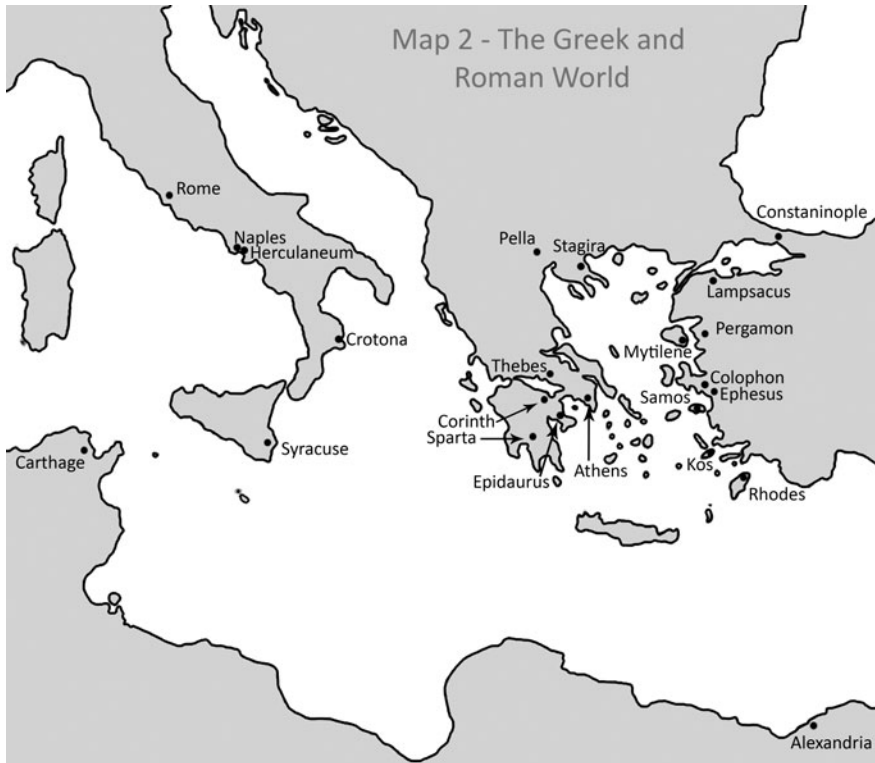 Map 2 - The Greek and
Roman World
Rome
Constaninople
Naples
Herculaneum
Pella
Stagira
Lampsacus
Crotona
Pergamon
Mytilene
Thebes
Colophon
Ephesus
Samos
Corinth
Sparta
Syracuse
Carthage
Epidaurus
Athens
Kos
Rhodes
Alexandria